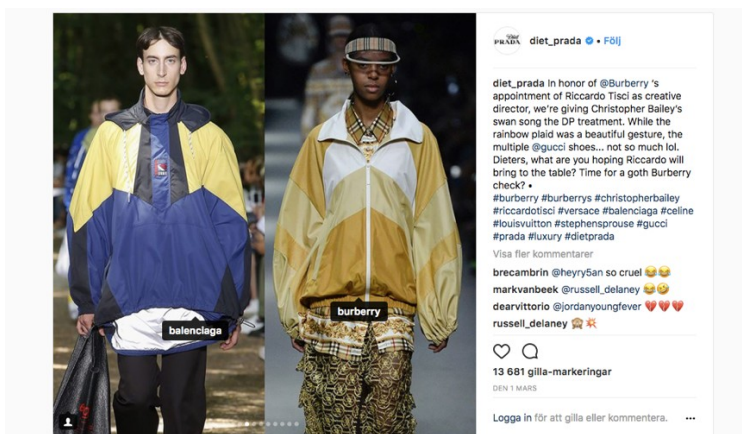 PRADA
diet_prada • Följ
diet_prada In honor of @Burberry 's
appointment of Riccardo Tisci as creative
director, we're giving Christopher Bailey's
swan song the DP treatment. While the
rainbow plaid was a beautiful gesture, the
multiple @gucci shoes... not so much lol.
Dieters, what are you hoping Riccardo will
bring to the table? Time for a goth Burberry
check? •
#burberry #burberrys #christopherbailey
#riccardotisci #versace #balenciaga #celine
#louisvuitton #stephensprouse #gucci
#prada #luxury #dietprada
Visa fler kommentarer
brecambrin @heyry5an so cruel 😂😂
markvanbeek @russell_delaney 😂🤣
dearvittorio @jordanyoungfever 💔💔💔
russell_delaney 🙈💥
13 681 gilla-markeringar
DEN 1 MARS
Logga in för att gilla eller kommentera.
balenciaga
burberry